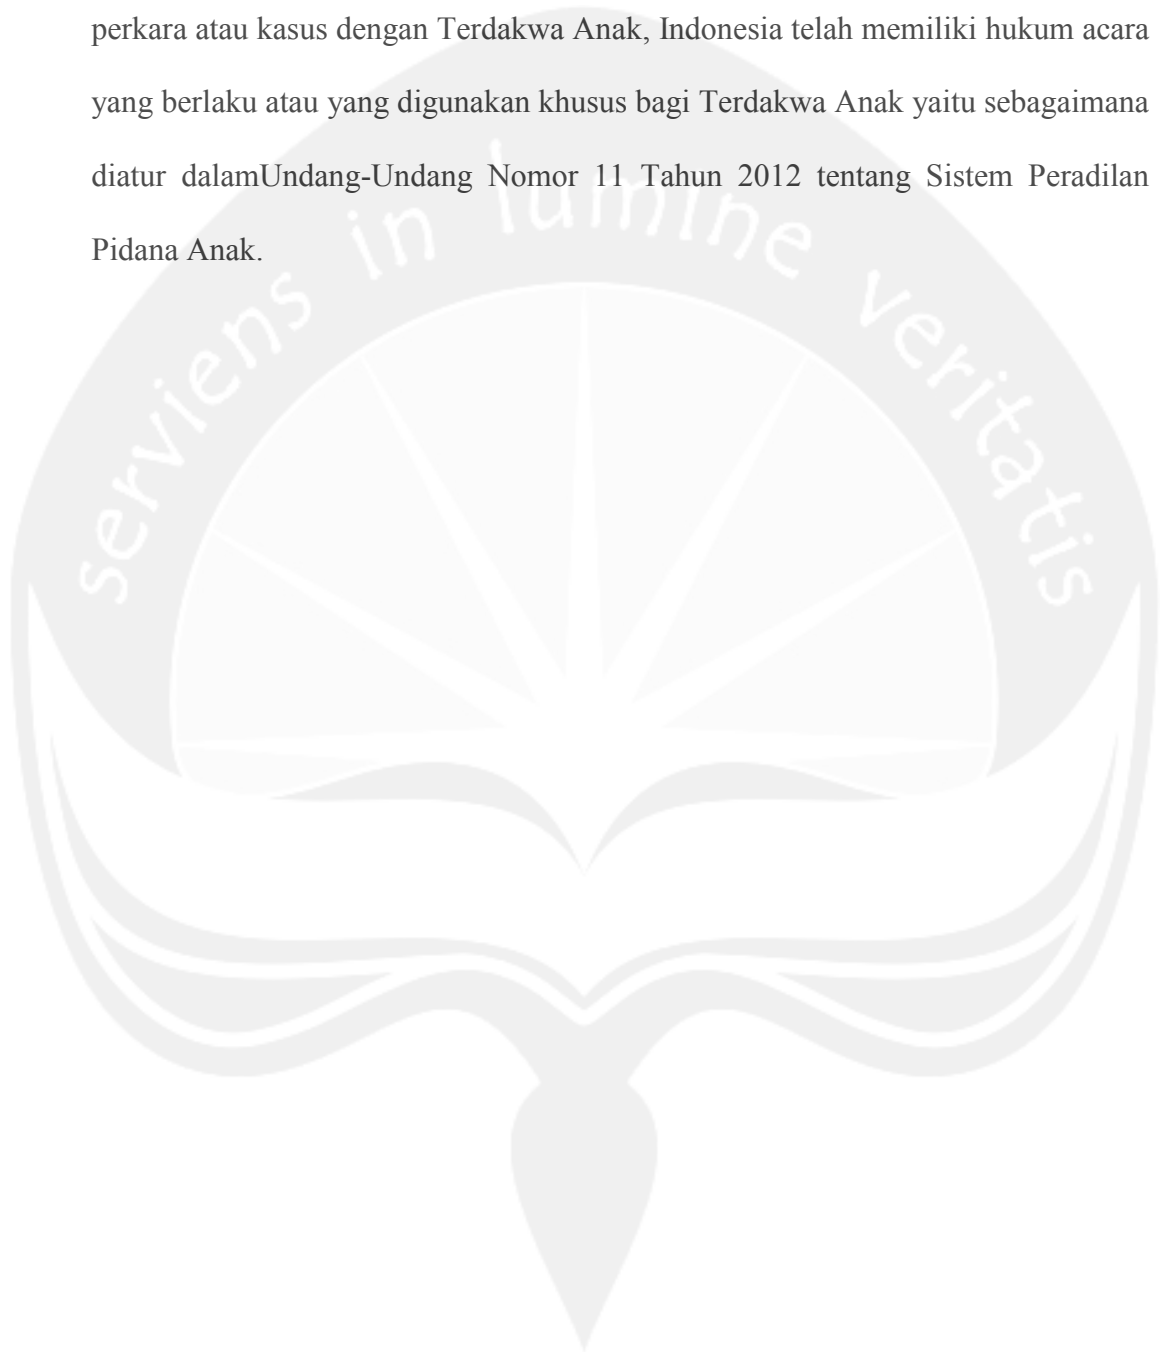 perkara atau kasus dengan Terdakwa Anak, Indonesia telah memiliki hukum acara
yang berlaku atau yang digunakan khusus bagi Terdakwa Anak yaitu sebagaimana
diatur dalamUndang-Undang Nomor 11 Tahun 2012 tentang Sistem Peradilan
Pidana Anak.
serviens in lumine veritatis